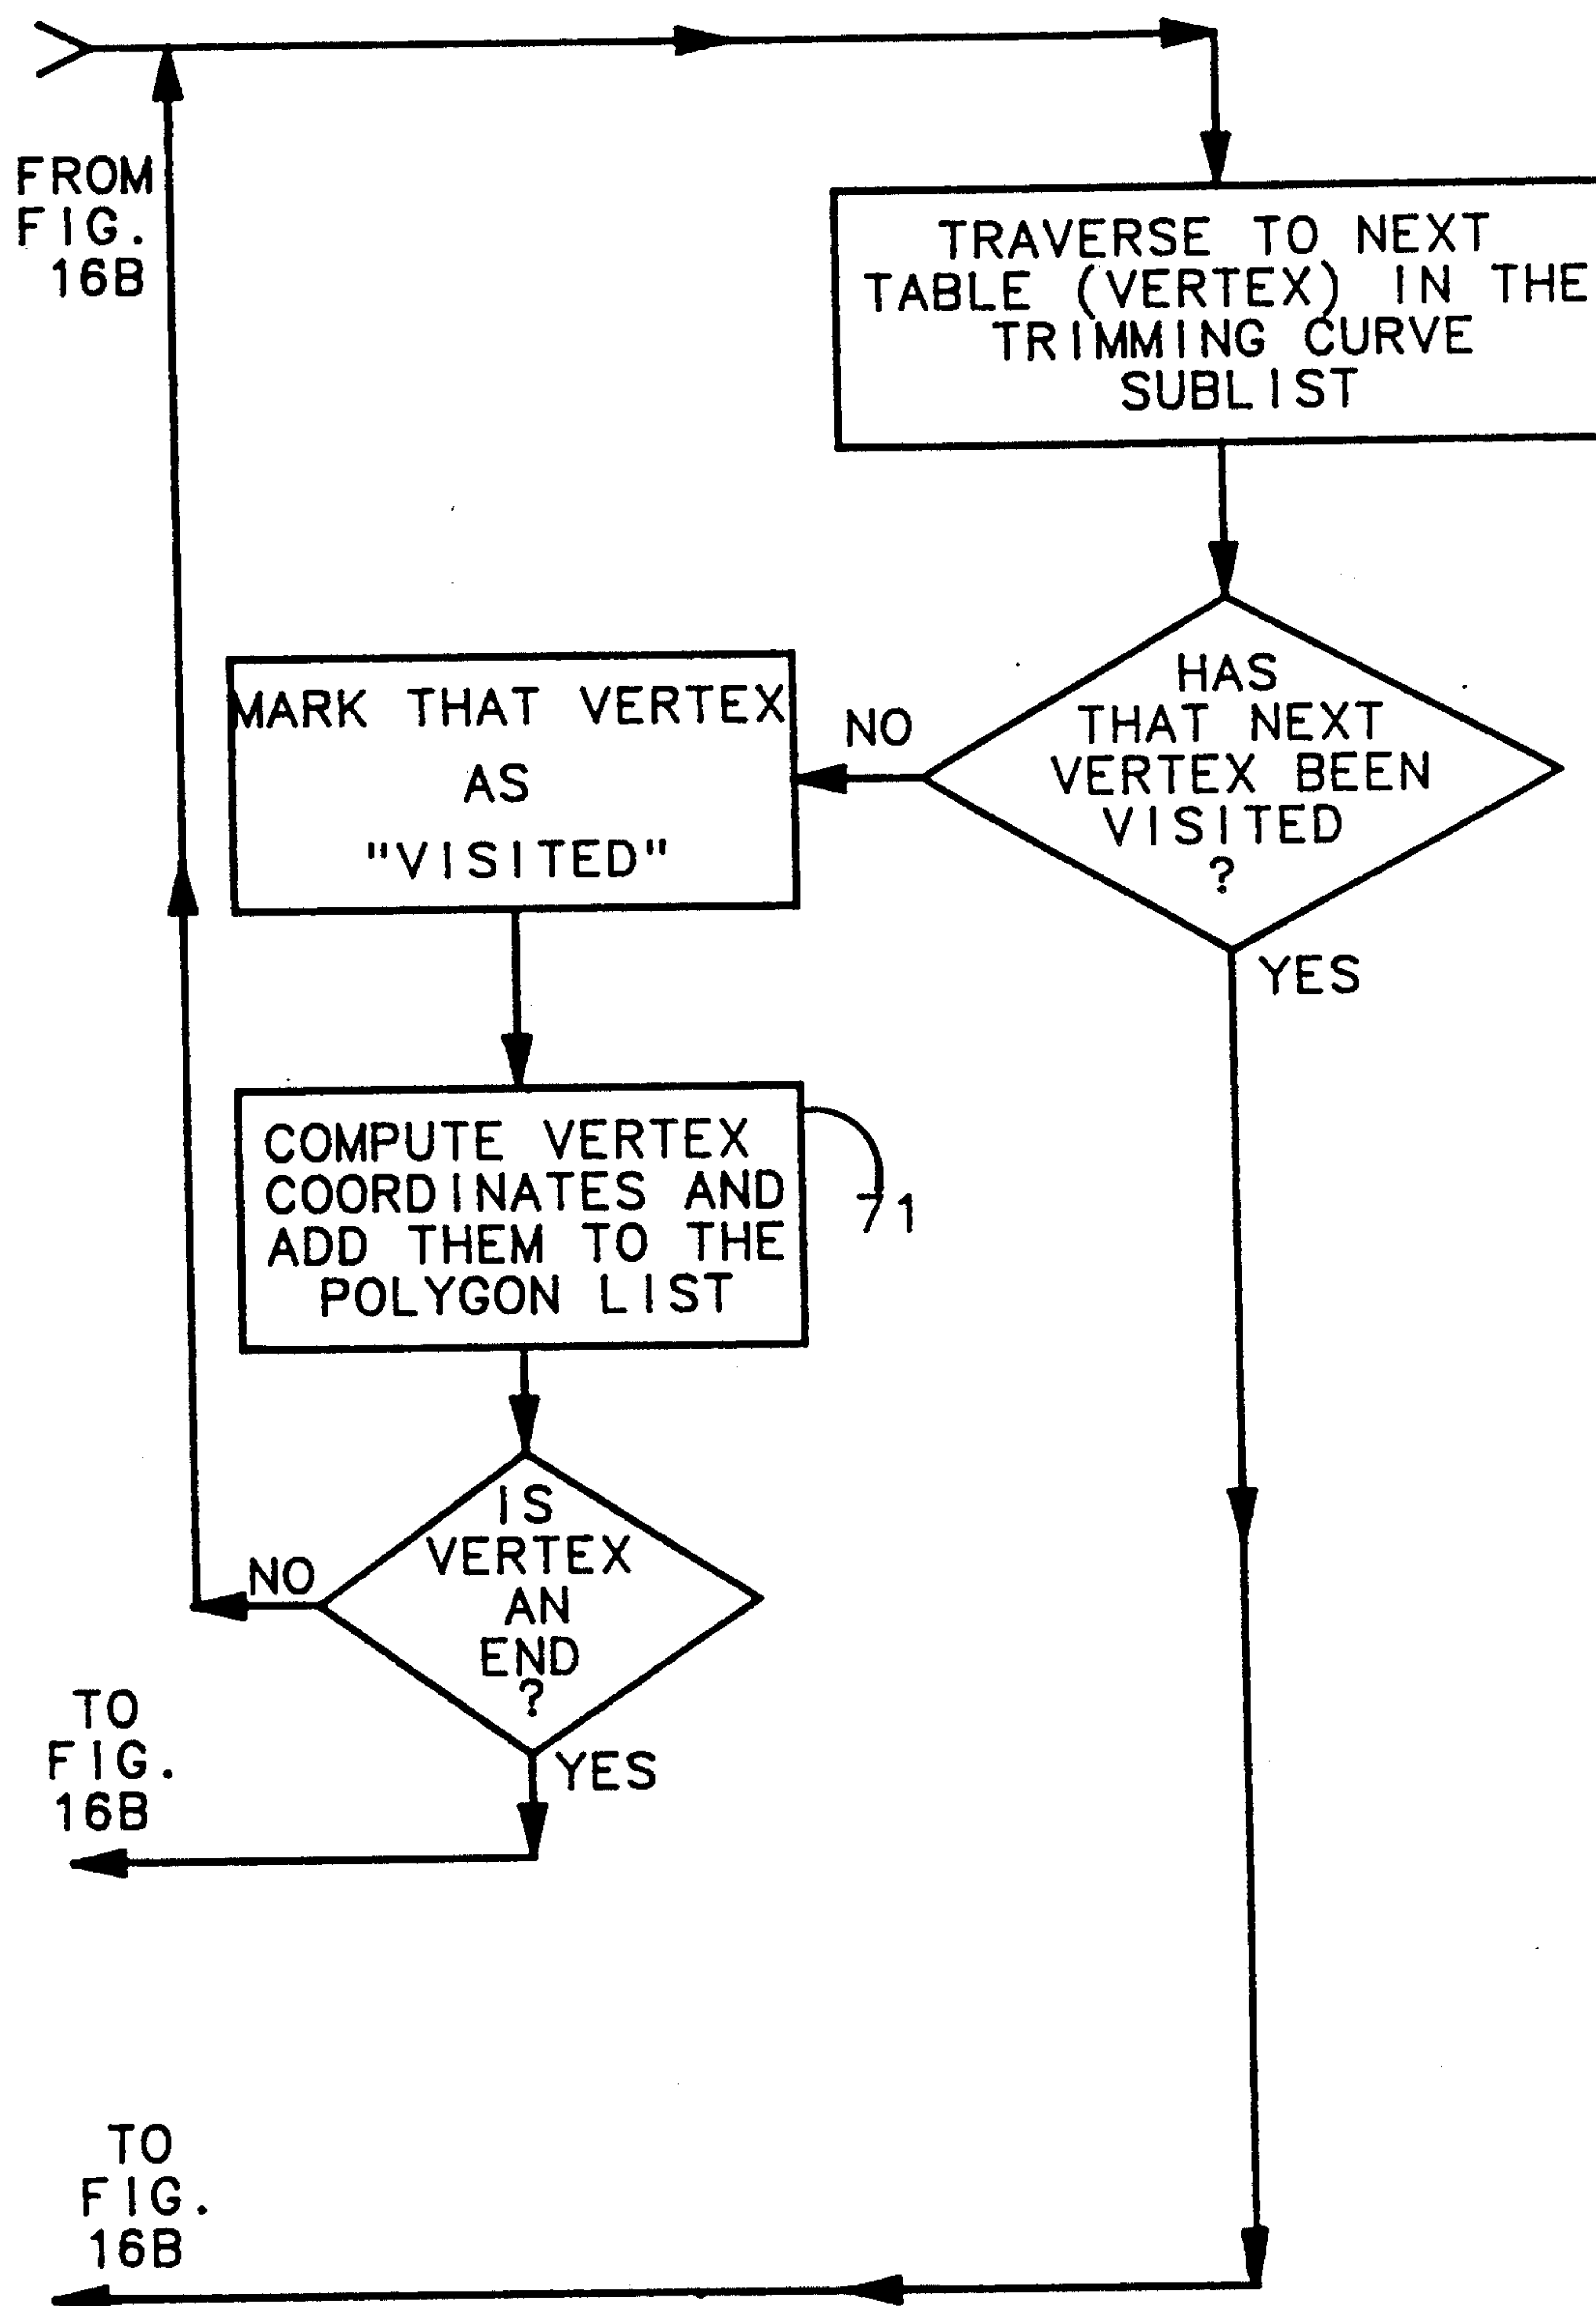 FROM
FIG.
16B
TRAVERSE TO NEXT
TABLE (VERTEX) IN THE
TRIMMING CURVE
SUBLIST
HAS
THAT NEXT
VERTEX BEEN
VISITED
?
NO
YES
MARK THAT VERTEX
AS
"VISITED"
COMPUTE VERTEX
COORDINATES AND
ADD THEM TO THE
POLYGON LIST
71
IS
VERTEX
AN
END
?
NO
YES
TO
FIG.
16B
TO
FIG.
16B